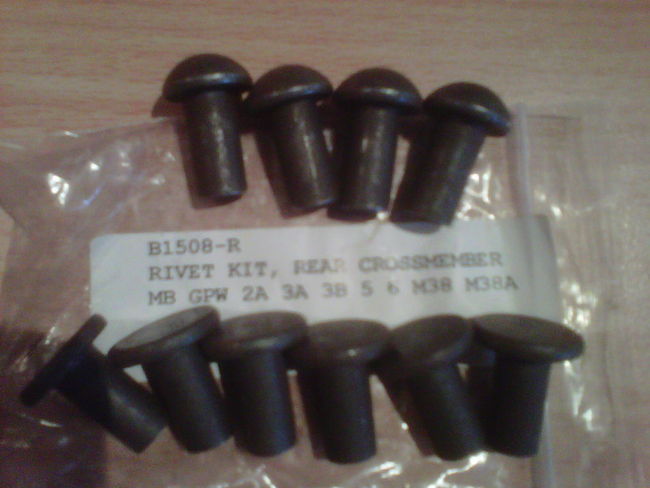 B1508-R
RIVET KIT, REAR CROSSMEMBER
MB GPW 2A 3A 3B 5 6 M38 M38A